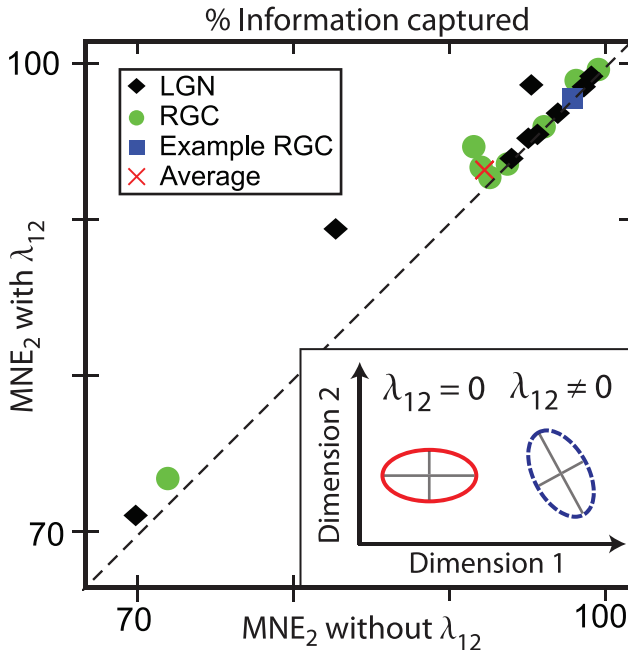 % Information captured
100
LGN
RGC
Example RGC
Average
MNE₂ with λ₁₂
λ₁₂ = 0
λ₁₂ ≠ 0
Dimension 2
Dimension 1
70
70
100
MNE₂ without λ₁₂